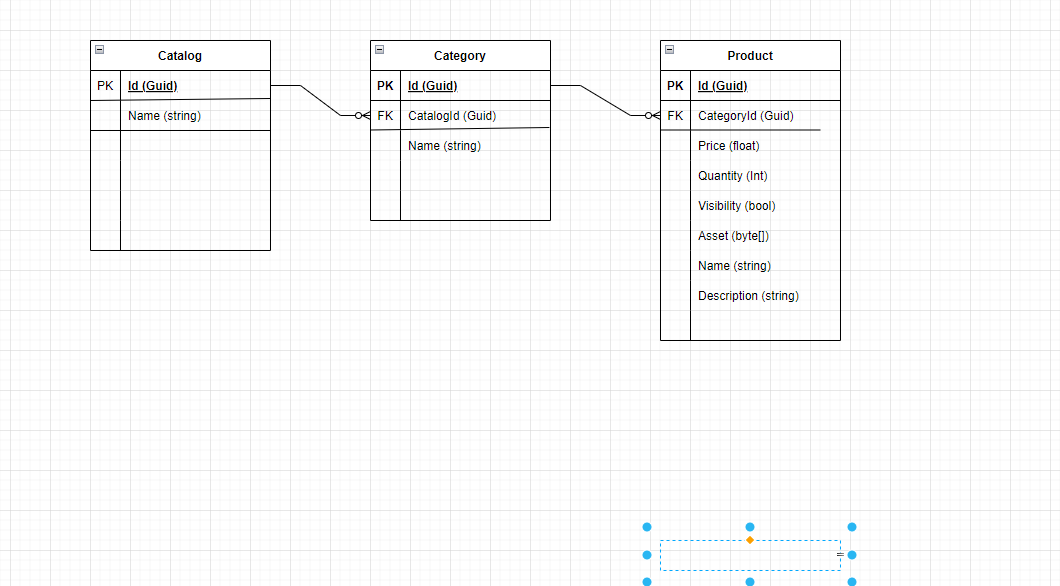 Catalog
PK Id (Guid)
Name (string)
Category
PK Id (Guid)
FK CatalogId (Guid)
Name (string)
Product
PK Id (Guid)
FK CategoryId (Guid)
Price (float)
Quantity (Int)
Visibility (bool)
Asset (byte[])
Name (string)
Description (string)